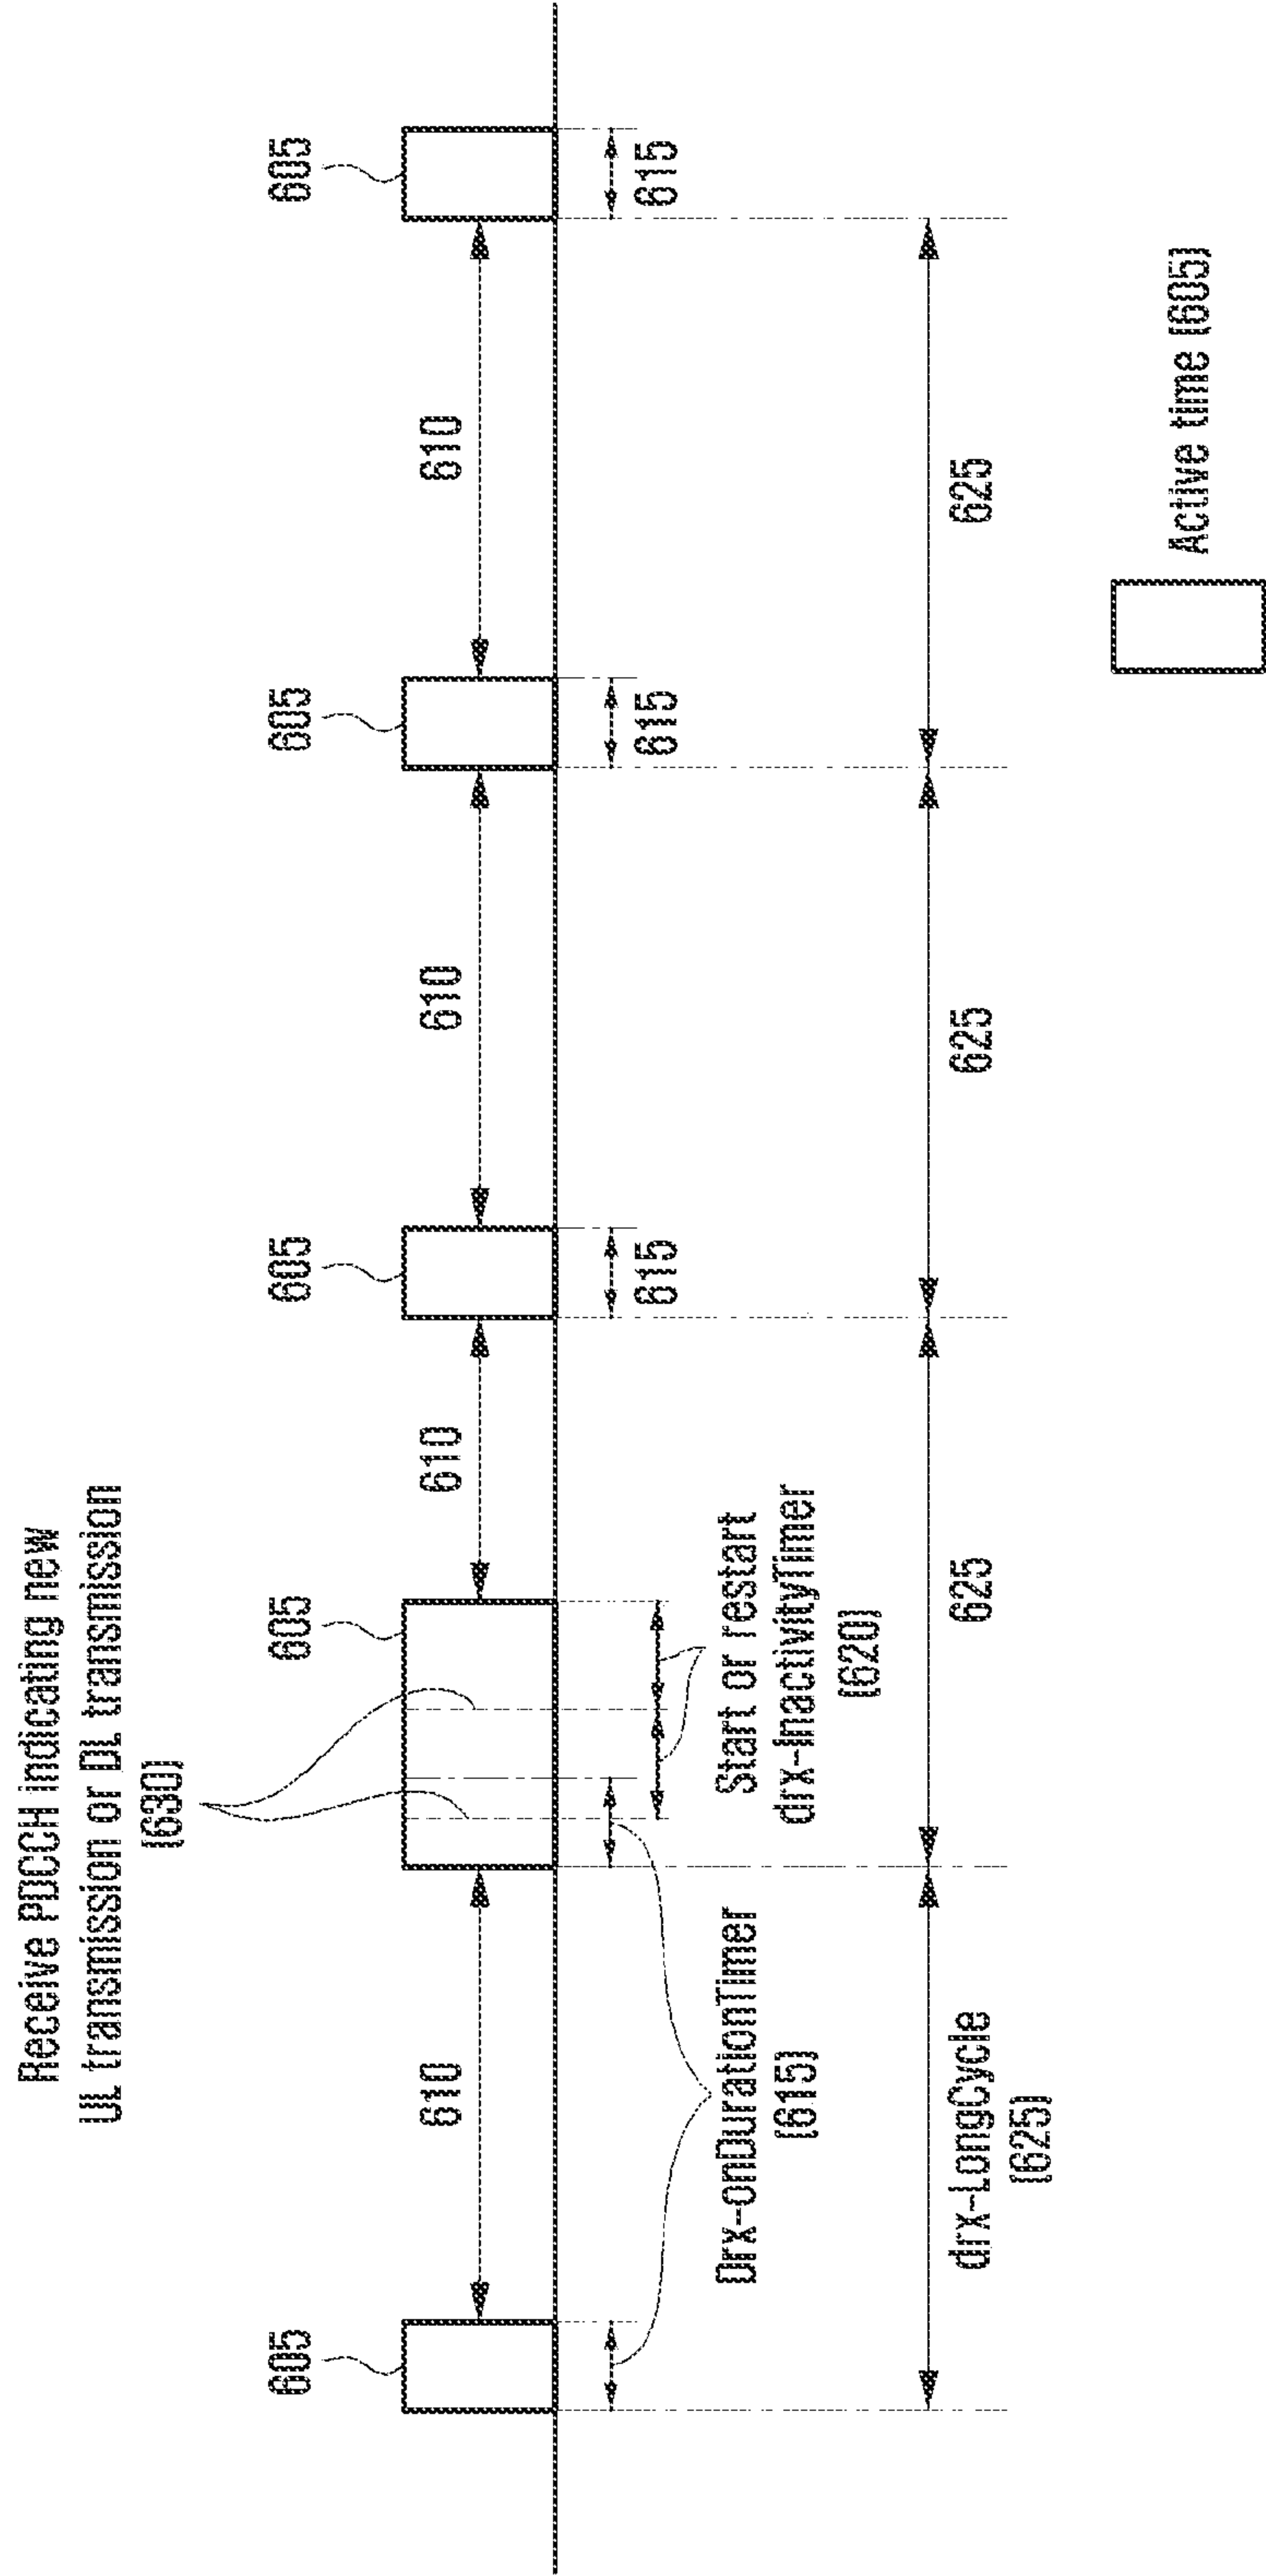 Receive PDCCH indicating new
UL transmission or DL transmission
(630)
605
605
605
605
605
610
610
610
610
615
615
615
Drx-onDurationTimer
(615)
Start or restart
drx-InactivityTimer
(620)
drx-LongCycle
(625)
625
625
625
Active time (605)